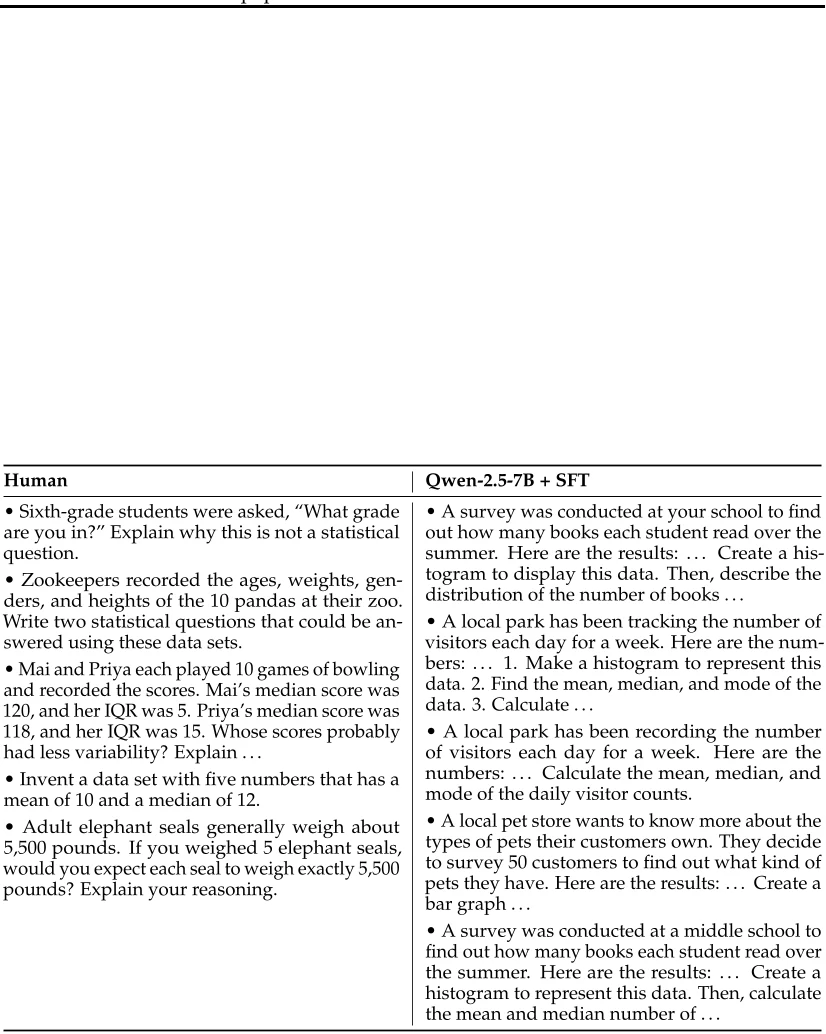 Human
• Sixth-grade students were asked, “What grade
are you in?” Explain why this is not a statistical
question.
• Zookeepers recorded the ages, weights, gen-
ders, and heights of the 10 pandas at their zoo.
Write two statistical questions that could be an-
swered using these data sets.
• Mai and Priya each played 10 games of bowling
and recorded the scores. Mai’s median score was
120, and her IQR was 5. Priya’s median score was
118, and her IQR was 15. Whose scores probably
had less variability? Explain ...
• Invent a data set with five numbers that has a
mean of 10 and a median of 12.
• Adult elephant seals generally weigh about
5,500 pounds. If you weighed 5 elephant seals,
would you expect each seal to weigh exactly 5,500
pounds? Explain your reasoning.
Qwen-2.5-7B + SFT
• A survey was conducted at your school to find
out how many books each student read over the
summer. Here are the results: ... Create a his-
togram to display this data. Then, describe the
distribution of the number of books ...
• A local park has been tracking the number of
visitors each day for a week. Here are the num-
bers: ... 1. Make a histogram to represent this
data. 2. Find the mean, median, and mode of the
data. 3. Calculate ...
• A local park has been recording the number
of visitors each day for a week. Here are the
numbers: ... Calculate the mean, median, and
mode of the daily visitor counts.
• A local pet store wants to know more about the
types of pets their customers own. They decide
to survey 50 customers to find out what kind of
pets they have. Here are the results: ... Create a
bar graph ...
• A survey was conducted at a middle school to
find out how many books each student read over
the summer. Here are the results: ... Create a
histogram to represent this data. Then, calculate
the mean and median number of ...